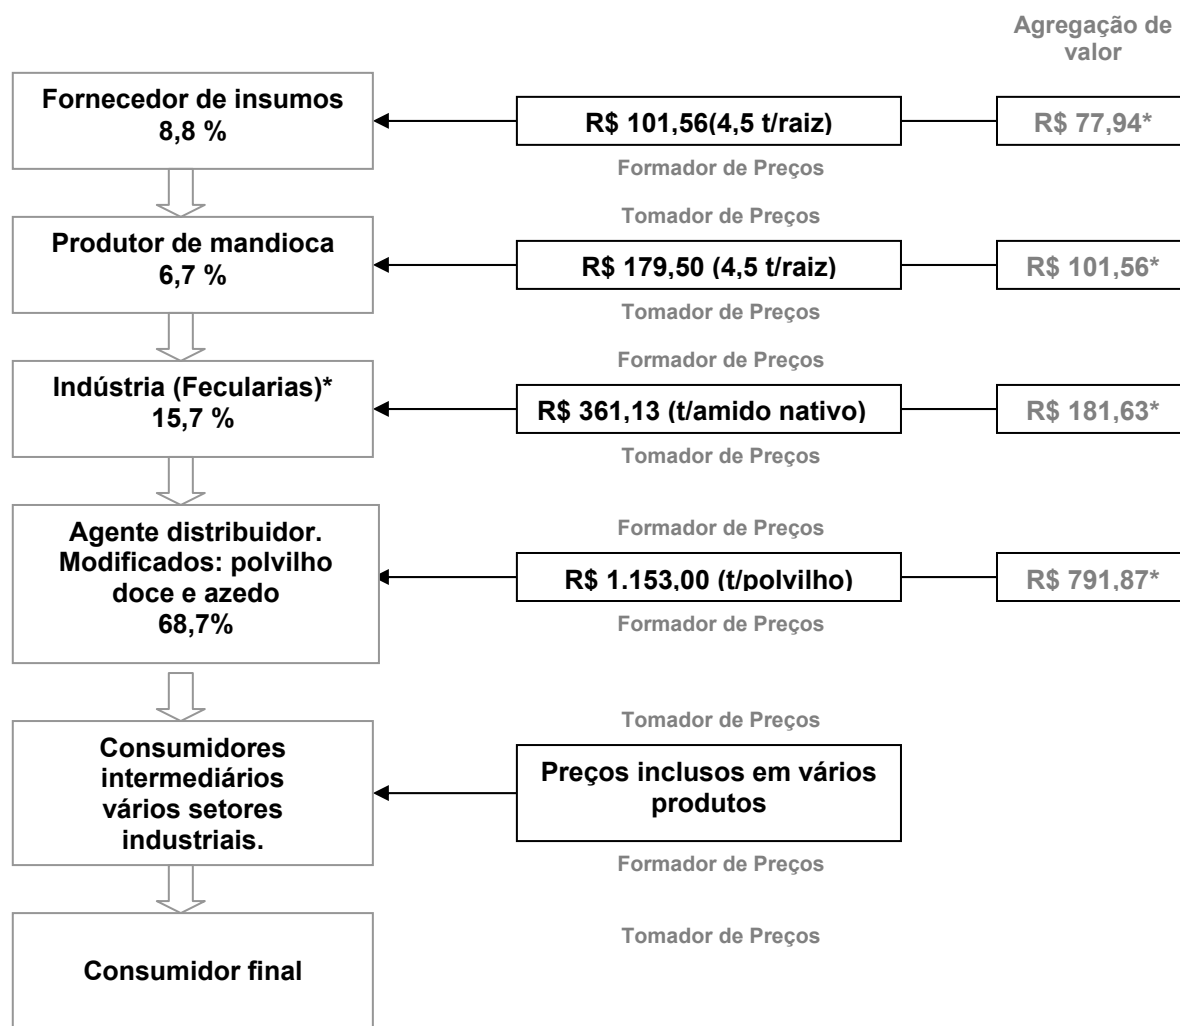 Agregação de
valor
Fornecedor de insumos
8,8 %
R$ 101,56(4,5 t/raiz)
R$ 77,94*
Formador de Preços
Tomador de Preços
Produtor de mandioca
6,7 %
R$ 179,50 (4,5 t/raiz)
R$ 101,56*
Tomador de Preços
Formador de Preços
Indústria (Fecularias)*
15,7 %
R$ 361,13 (t/amido nativo)
R$ 181,63*
Tomador de Preços
Formador de Preços
Agente distribuidor.
Modificados: polvilho
doce e azedo
68,7%
R$ 1.153,00 (t/polvilho)
R$ 791,87*
Formador de Preços
Tomador de Preços
Consumidores
intermediários
vários setores
industriais.
Preços inclusos em vários
produtos
Formador de Preços
Tomador de Preços
Consumidor final